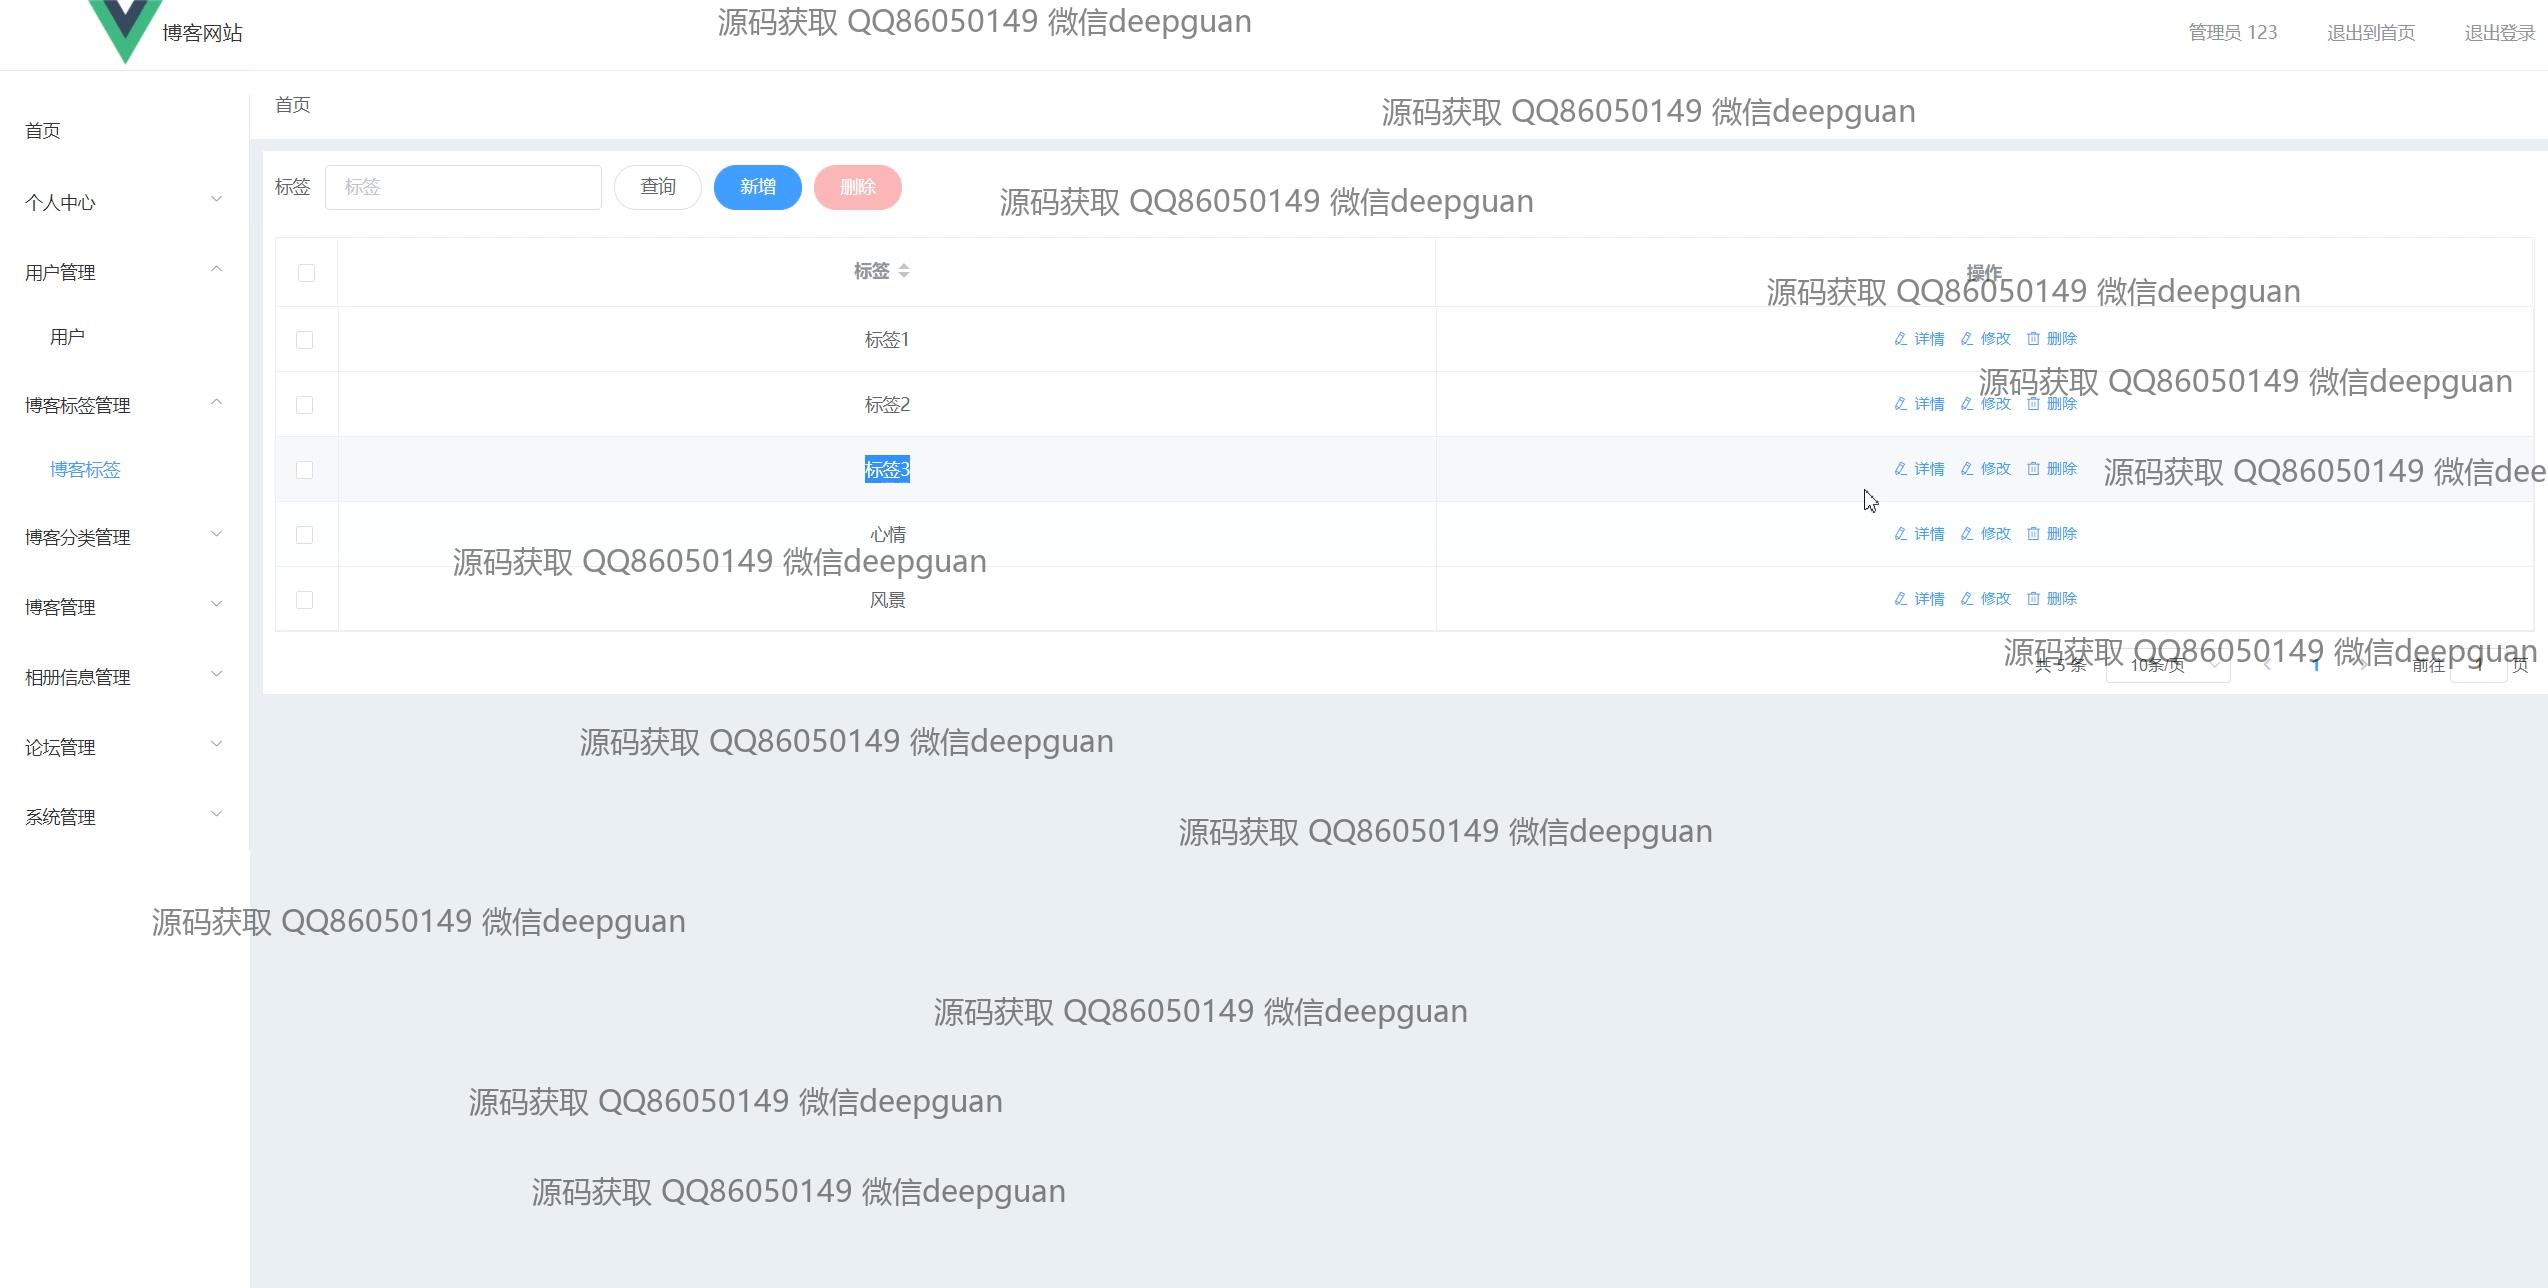 博客网站
源码获取 QQ86050149 微信deepguan
管理员 123
退出到首页
退出登录
首页
源码获取 QQ86050149 微信deepguan
首页
个人中心
用户管理
用户
博客标签管理
博客标签
博客分类管理
博客管理
相册信息管理
论坛管理
系统管理
标签
标签
查询
新增
删除
源码获取 QQ86050149 微信deepguan
标签
操作
源码获取 QQ86050149 微信deepguan
标签1
详情 修改 删除
源码获取 QQ86050149 微信deepguan
标签2
详情 修改 删除
标签3
详情 修改 删除
源码获取 QQ86050149 微信dee
心情
详情 修改 删除
源码获取 QQ86050149 微信deepguan
风景
详情 修改 删除
源码获取 QQ86050149 微信deepguan
共 5 条
10条/页
1
前往 1 页
源码获取 QQ86050149 微信deepguan
源码获取 QQ86050149 微信deepguan
源码获取 QQ86050149 微信deepguan
源码获取 QQ86050149 微信deepguan
源码获取 QQ86050149 微信deepguan
源码获取 QQ86050149 微信deepguan